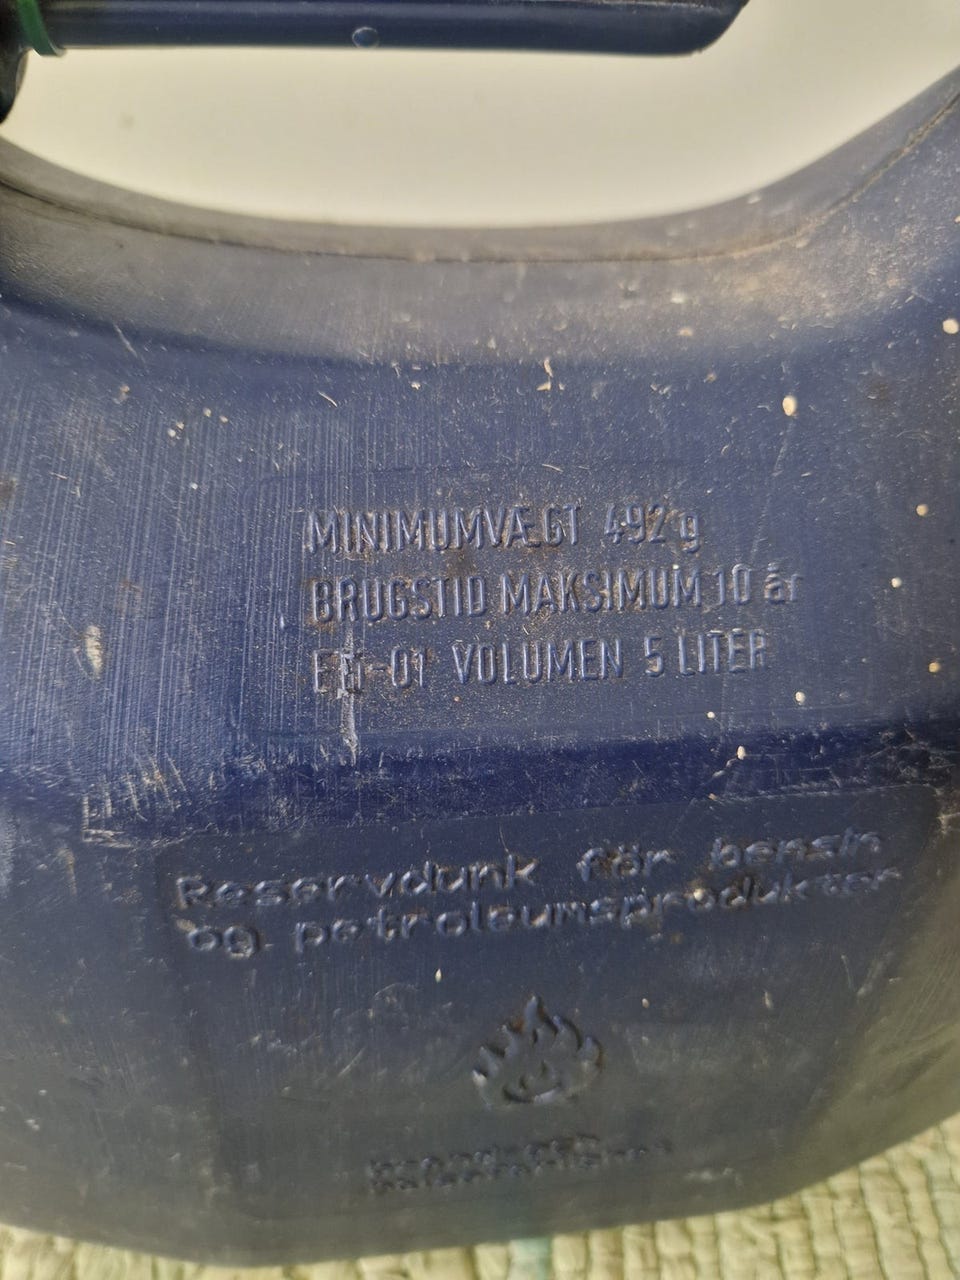 MINIMUMVÆGT 492 g
BRUGSTID MAKSIMUM 10 år
VOLUMEN 5 LITER
Reservdunk för bensin
og petroleumsprodukter